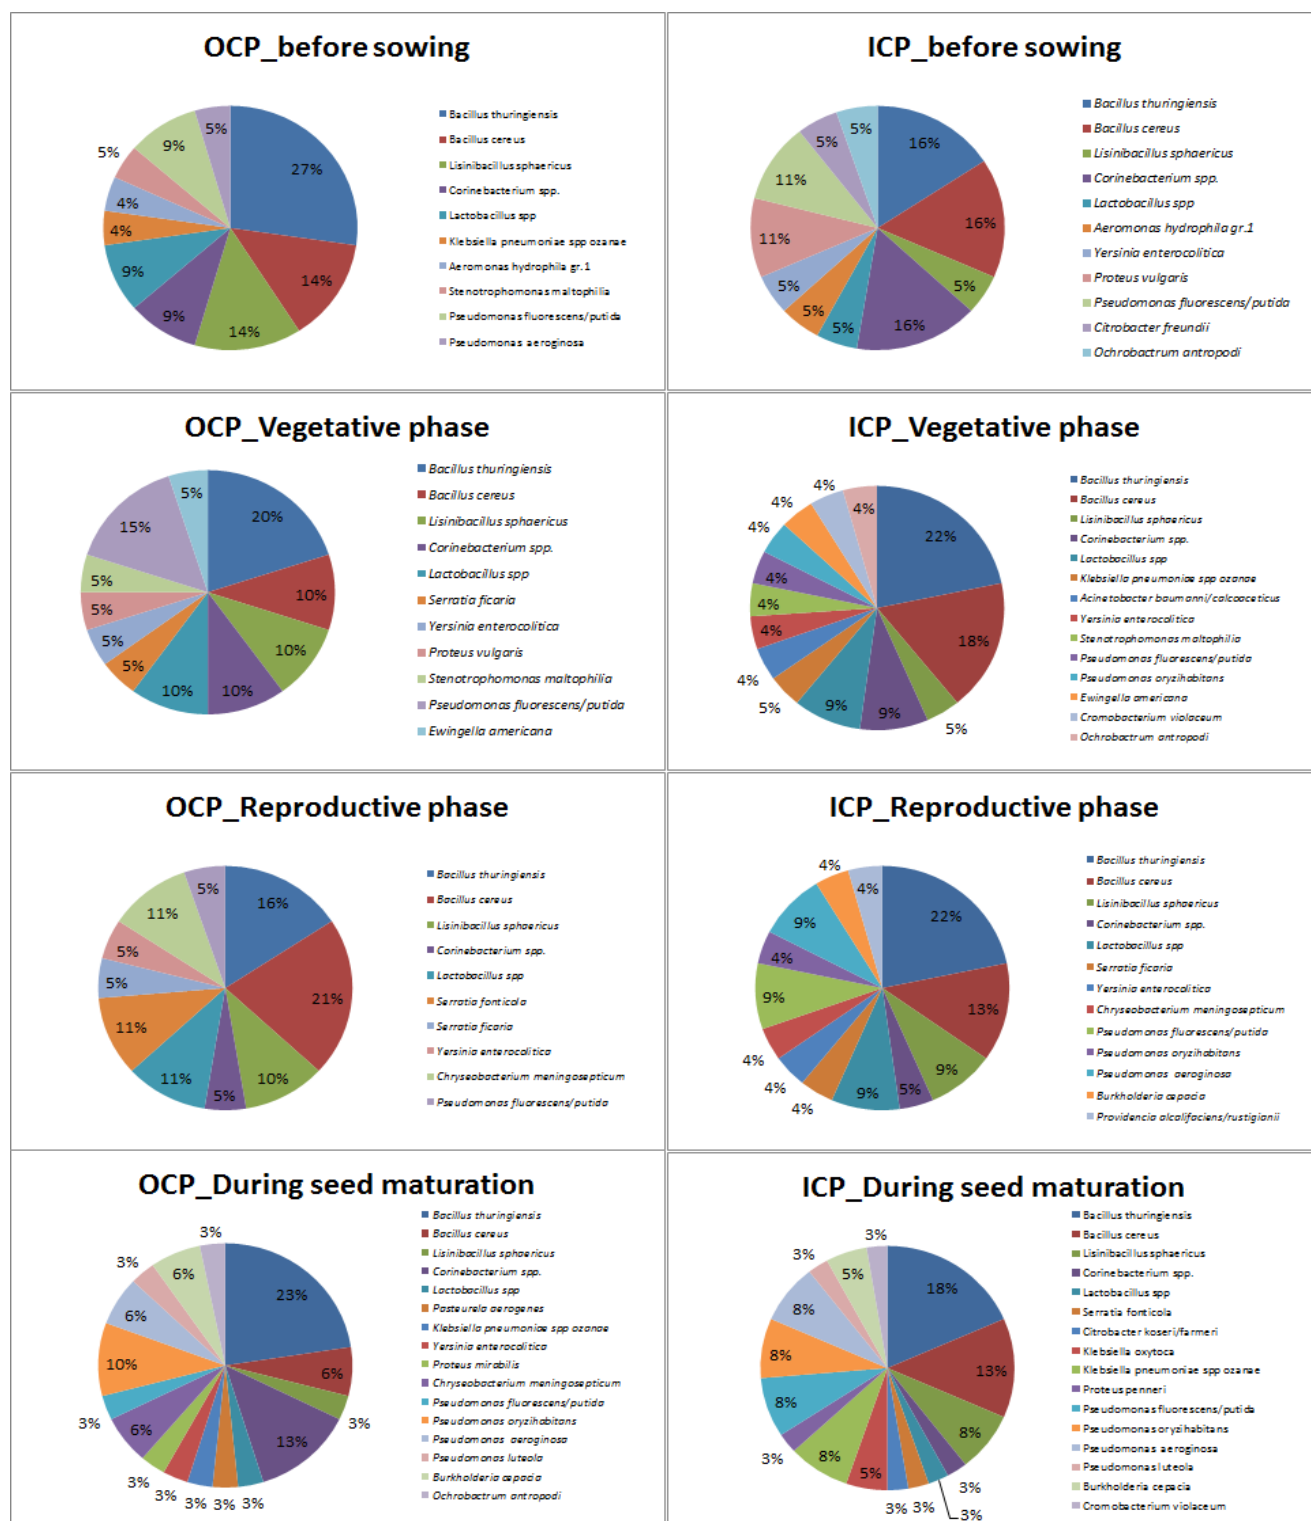 OCP_before sowing
27%
14%
14%
9%
9%
4%
4%
5%
9%
5%
Bacillus thuringiensis
Bacillus cereus
Lisinibacillus sphaericus
Corinebacterium spp.
Lactobacillus spp
Klebsiella pneumoniae spp ozanae
Aeromonas hydrophila gr.1
Stenotrophomonas maltophilia
Pseudomonas fluorescens/putida
Pseudomonas aeroginosa
ICP_before sowing
16%
16%
5%
16%
5%
5%
5%
11%
11%
5%
5%
Bacillus thuringiensis
Bacillus cereus
Lisinibacillus sphaericus
Corinebacterium spp.
Lactobacillus spp
Aeromonas hydrophila gr.1
Yersinia enterocolitica
Proteus vulgaris
Pseudomonas fluorescens/putida
Citrobacter freundii
Ochrobactrum antropodi
OCP_Vegetative phase
20%
10%
10%
10%
10%
5%
5%
5%
5%
15%
5%
Bacillus thuringiensis
Bacillus cereus
Lisinibacillus sphaericus
Corinebacterium spp.
Lactobacillus spp
Serratia ficaria
Yersinia enterocolitica
Proteus vulgaris
Stenotrophomonas maltophilia
Pseudomonas fluorescens/putida
Ewingella americana
ICP_Vegetative phase
22%
18%
5%
9%
9%
5%
4%
4%
4%
4%
4%
4%
4%
4%
Bacillus thuringiensis
Bacillus cereus
Lisinibacillus sphaericus
Corinebacterium spp.
Lactobacillus spp
Klebsiella pneumoniae spp ozanae
Acinetobacter baumanni/calcoaceticus
Yersinia enterocolitica
Stenotrophomonas maltophilia
Pseudomonas fluorescens/putida
Pseudomonas oryzihabitans
Ewingella americana
Cromobacterium violaceum
Ochrobactrum antropodi
OCP_Reproductive phase
16%
21%
10%
5%
11%
11%
5%
5%
11%
5%
Bacillus thuringiensis
Bacillus cereus
Lisinibacillus sphaericus
Corinebacterium spp.
Lactobacillus spp
Serratia fonticola
Serratia ficaria
Yersinia enterocolitica
Chryseobacterium meningosepticum
Pseudomonas fluorescens/putida
ICP_Reproductive phase
22%
13%
9%
5%
9%
4%
4%
4%
9%
4%
9%
4%
4%
Bacillus thuringiensis
Bacillus cereus
Lisinibacillus sphaericus
Corinebacterium spp.
Lactobacillus spp
Serratia ficaria
Yersinia enterocolitica
Chryseobacterium meningosepticum
Pseudomonas fluorescens/putida
Pseudomonas oryzihabitans
Pseudomonas aeroginosa
Burkholderia cepacia
Providencia alcalifaciens/rustigianii
OCP_During seed maturation
23%
6%
3%
13%
3%
3%
3%
3%
3%
6%
3%
10%
6%
3%
6%
3%
Bacillus thuringiensis
Bacillus cereus
Lisinibacillus sphaericus
Corinebacterium spp.
Lactobacillus spp
Pasteurela aerogenes
Klebsiella pneumoniae spp ozanae
Yersinia enterocolitica
Proteus mirabilis
Chryseobacterium meningosepticum
Pseudomonas fluorescens/putida
Pseudomonas oryzihabitans
Pseudomonas aeroginosa
Pseudomonas luteola
Burkholderia cepacia
Ochrobactrum antropodi
ICP_During seed maturation
18%
13%
8%
3%
3%
3%
3%
5%
8%
3%
8%
8%
8%
3%
5%
3%
Bacillus thuringiensis
Bacillus cereus
Lisinibacillus sphaericus
Corinebacterium spp.
Lactobacillus spp
Serratia fonticola
Citrobacter koseri/farmeri
Klebsiella oxytoca
Klebsiella pneumoniae spp ozanae
Proteus penneri
Pseudomonas fluorescens/putida
Pseudomonas oryzihabitans
Pseudomonas aeroginosa
Pseudomonas luteola
Burkholderia cepacia
Cromobacterium violaceum